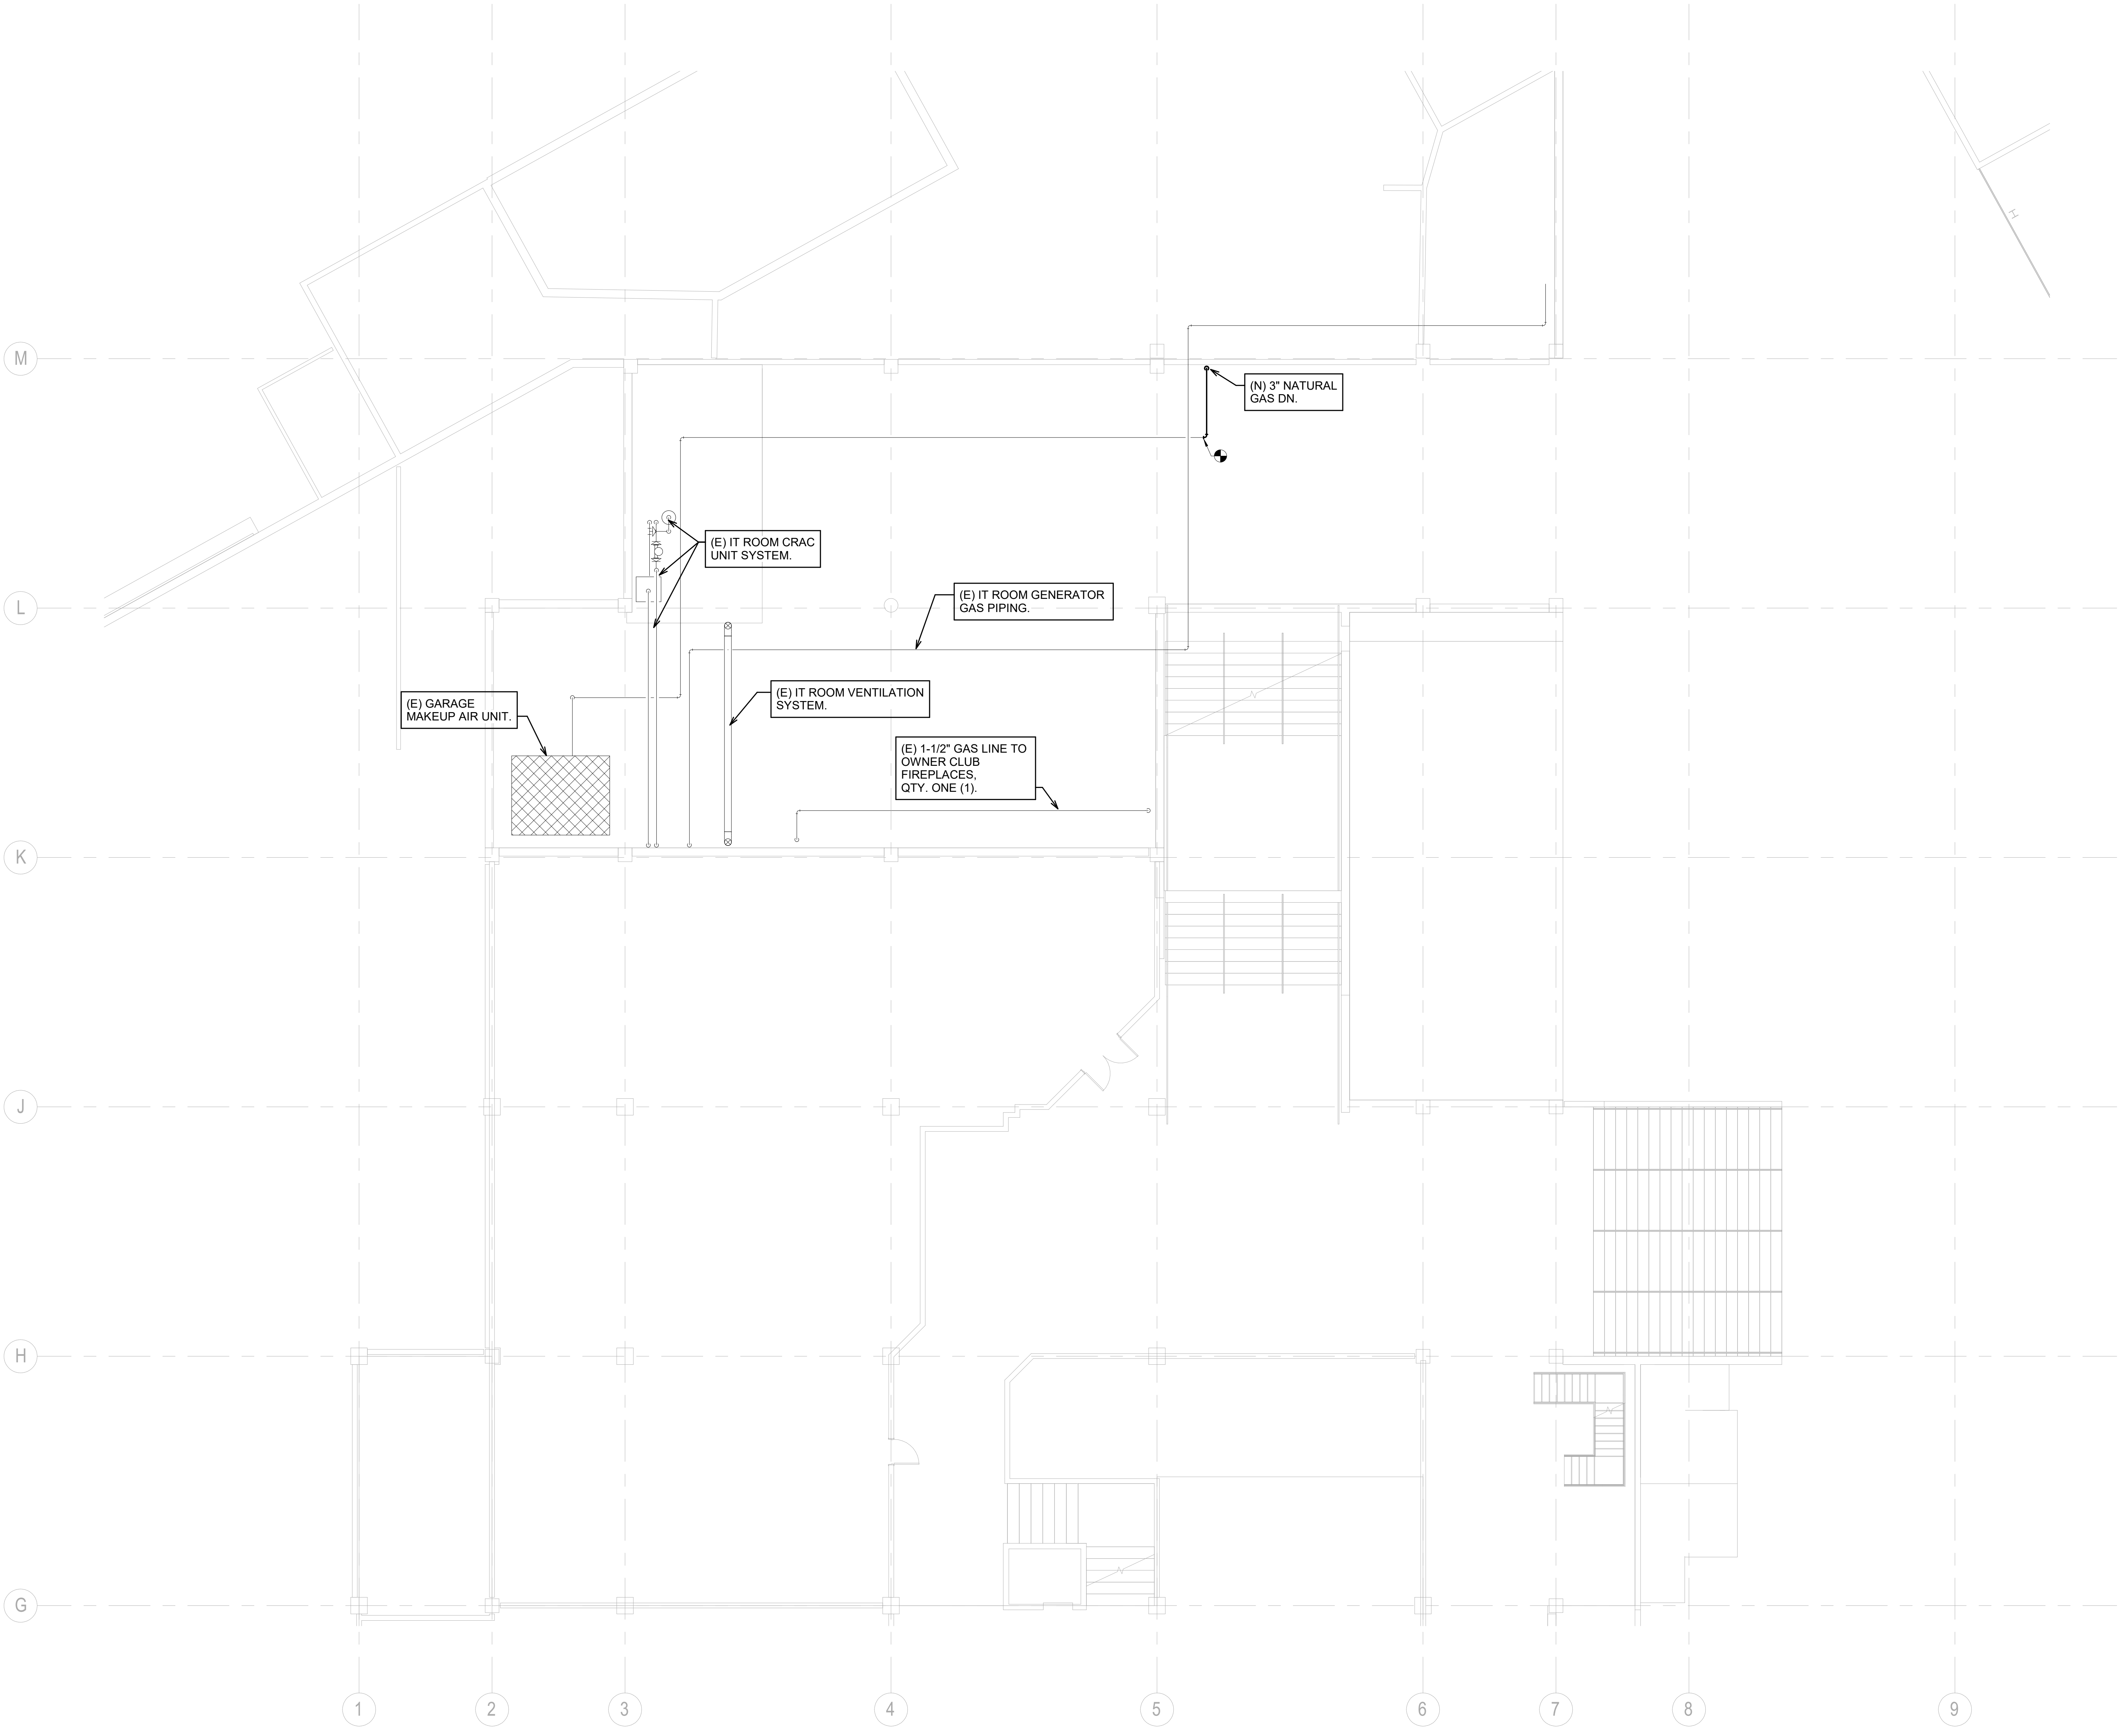 H
M
(N) 3" NATURAL
GAS DN.
(E) IT ROOM CRAC
UNIT SYSTEM.
(E) IT ROOM GENERATOR
GAS PIPING.
L
(E) IT ROOM VENTILATION
SYSTEM.
(E) GARAGE
MAKEUP AIR UNIT.
(E) 1-1/2" GAS LINE TO
OWNER CLUB
FIREPLACES,
QTY. ONE (1).
K
J
H
G
1 2 3 4 5 6 7 8 9